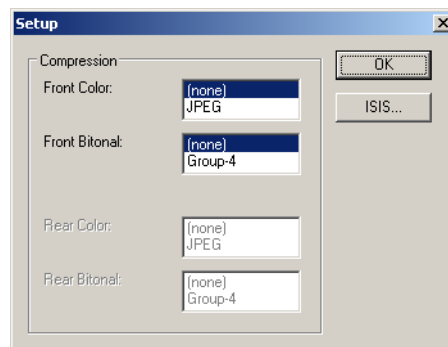 Setup
Compression
OK
Front Color:
(none)
JPEG
ISIS...
Front Bitonal:
(none)
Group-4
Rear Color:
(none)
JPEG
Rear Bitonal:
(none)
Group-4